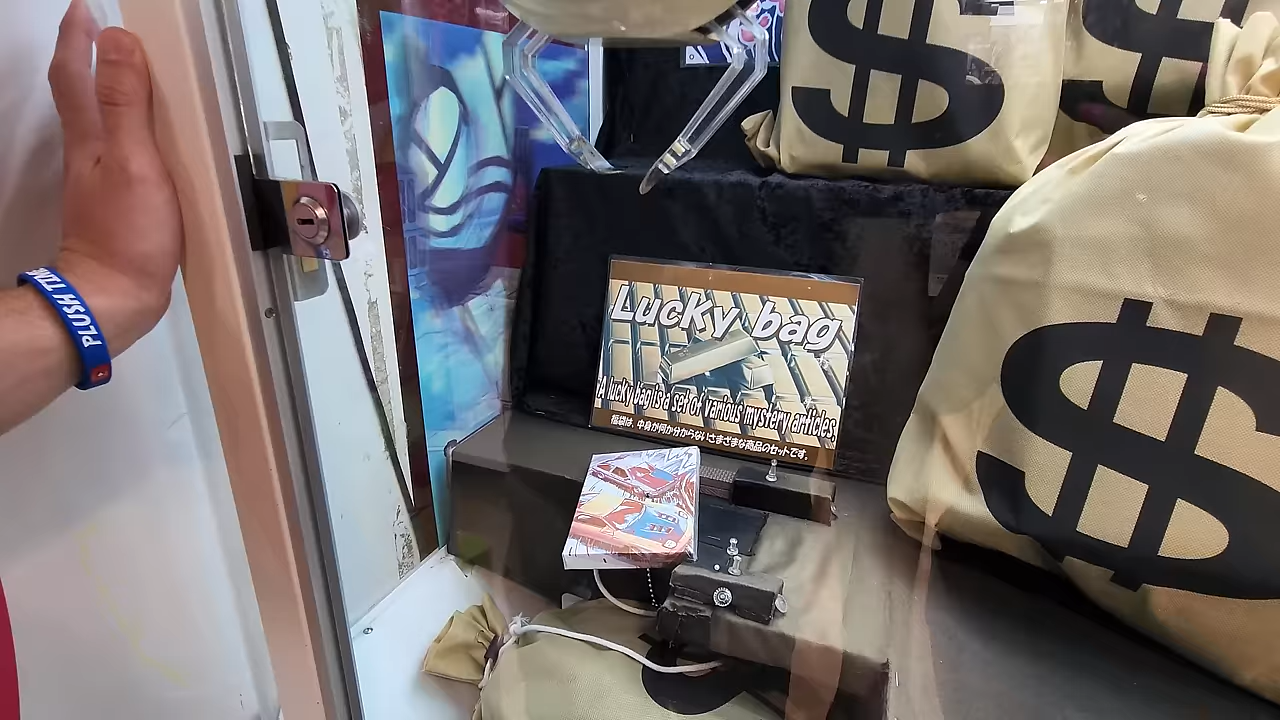 $
$
Lucky bag
A lucky bag is a set of various mystery articles.
福袋は、中身が何か分からないさまざまな商品のセットです。
$
PLUSH TIME